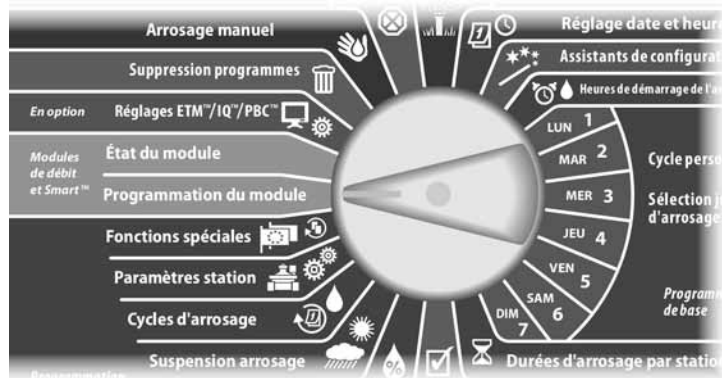 Arrosage manuel
Suppression programmes
En option
Réglages ETM™/IQ™/PBC™
Modules
de débit
et Smart™
État du module
Programmation du module
Fonctions spéciales
Paramètres station
Cycles d'arrosage
Suspension arrosage
Réglage date et heur
Assistants de configurat
Heures de démarrage de l'a
LUN 1
MAR 2
MER 3
JEU 4
VEN 5
SAM 6
DIM 7
Cycle pers
Sélection j
d'arrosage
Program
de base
Durées d'arrosage par statio
%